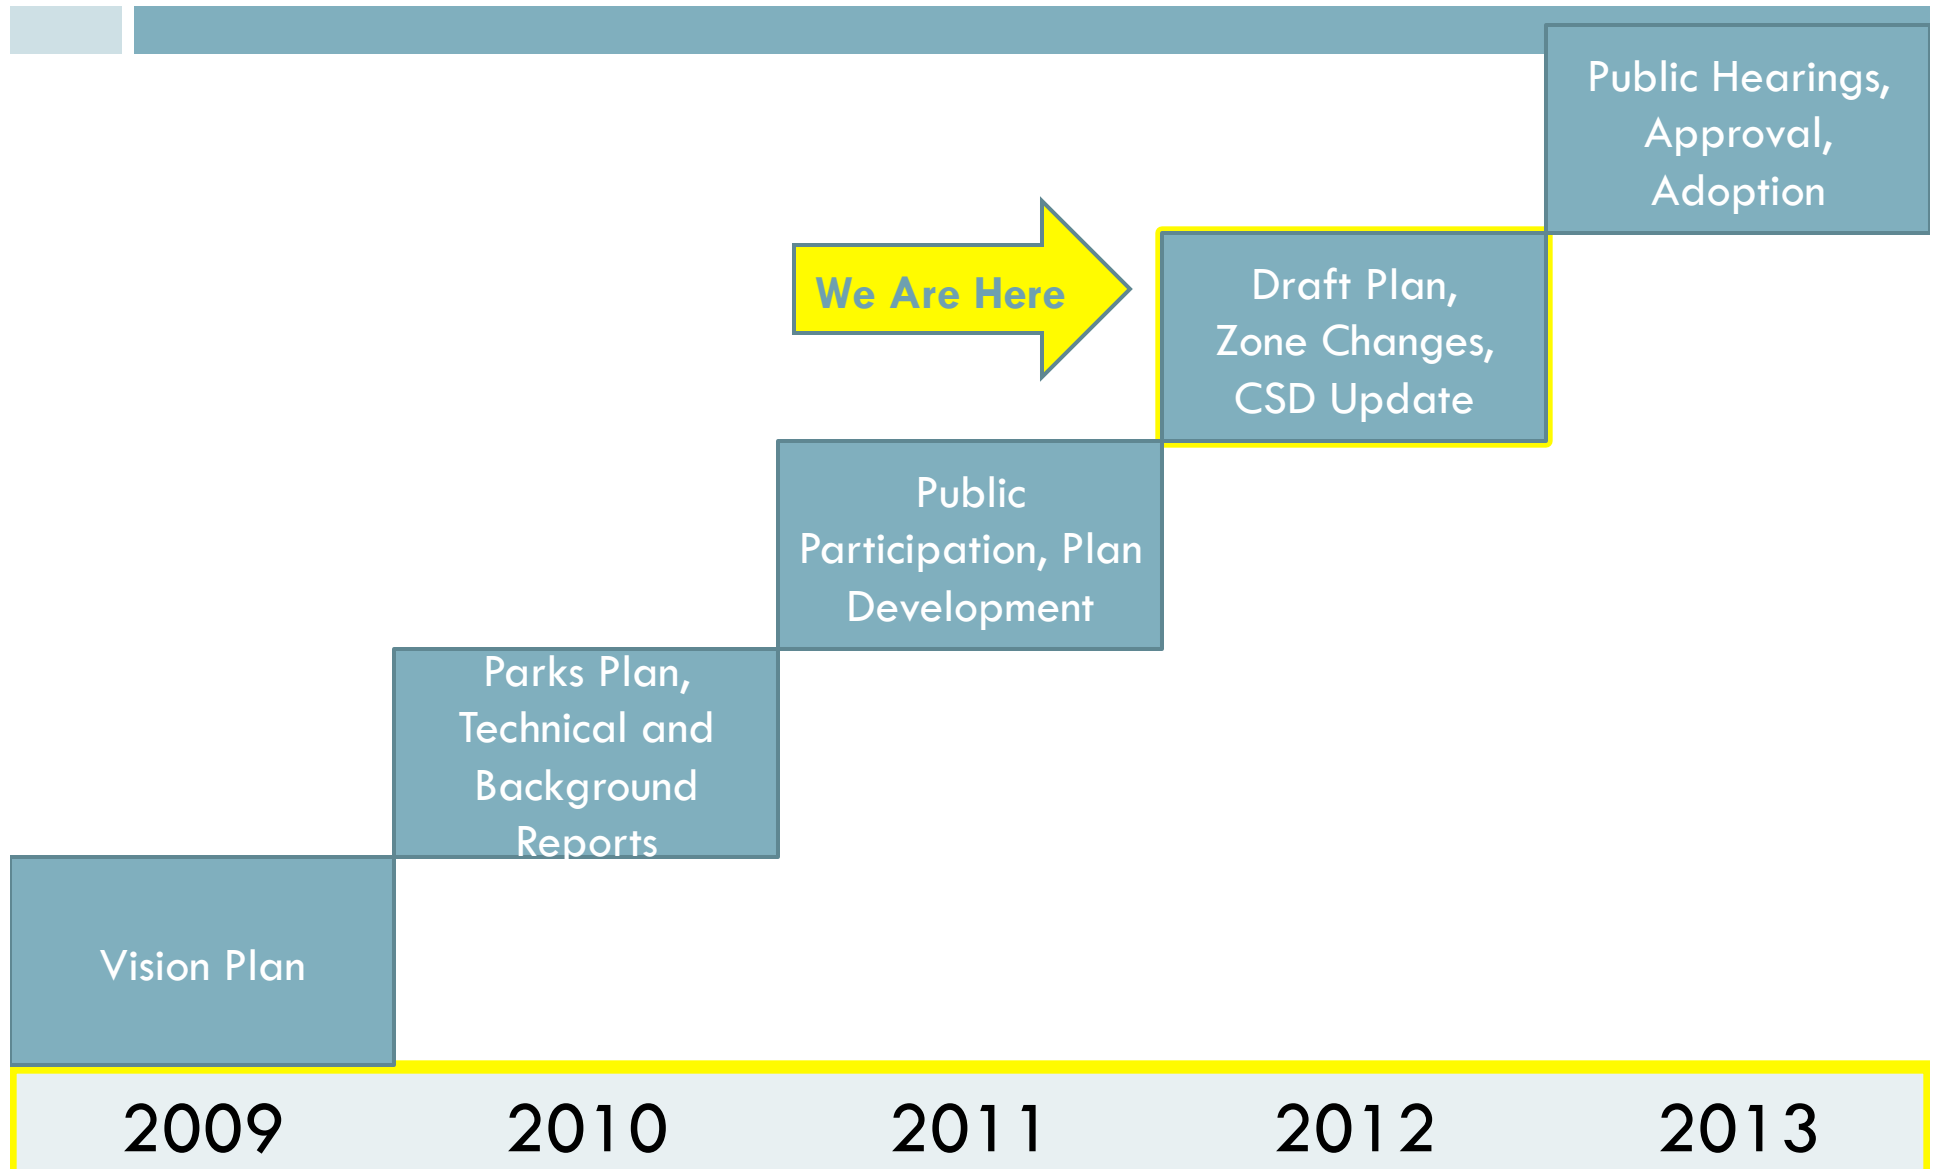 Public Hearings,
Approval,
Adoption
We Are Here
Draft Plan,
Zone Changes,
CSD Update
Public
Participation, Plan
Development
Parks Plan,
Technical and
Background
Reports
Vision Plan
2009 2010 2011 2012 2013